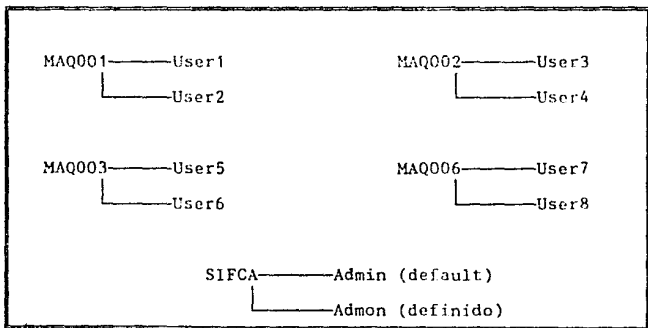 MAQ001 User1 MAQ002 User3
User2 User4
MAQ003 User5 MAQ006 User7
User6 User8
SIFCA Admin (default)
Admon (definido)